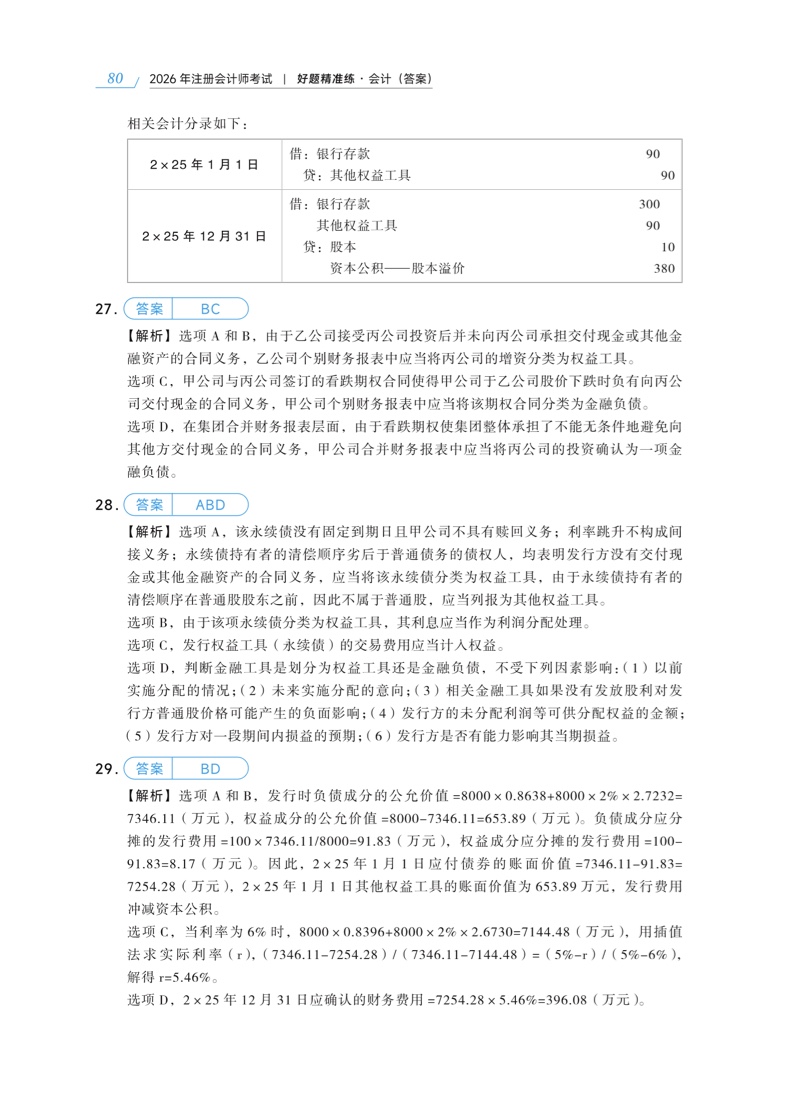 80 2026 年注册会计师考试 | 好题精准练·会计（答案）
相关会计分录如下：
2×25 年 1 月 1 日
借：银行存款 90
贷：其他权益工具 90
2×25 年 12 月 31 日
借：银行存款 300
其他权益工具 90
贷：股本 10
资本公积——股本溢价 380
27. 答案 BC
【解析】选项 A 和 B，由于乙公司接受丙公司投资后并未向丙公司承担交付现金或其他金
融资产的合同义务，乙公司个别财务报表中应当将丙公司的增资分类为权益工具。
选项 C，甲公司与丙公司签订的看跌期权合同使得甲公司于乙公司股价下跌时负有向丙公
司交付现金的合同义务，甲公司个别财务报表中应当将该期权合同分类为金融负债。
选项 D，在集团合并财务报表层面，由于看跌期权使集团整体承担了不能无条件地避免向
其他方交付现金的合同义务，甲公司合并财务报表中应当将丙公司的投资确认为一项金
融负债。
28. 答案 ABD
【解析】选项 A，该永续债没有固定到期日且甲公司不具有赎回义务；利率跳升不构成间
接义务；永续债持有者的清偿顺序劣后于普通债务的债权人，均表明发行方没有交付现
金或其他金融资产的合同义务，应当将该永续债分类为权益工具，由于永续债持有者的
清偿顺序在普通股股东之前，因此不属于普通股，应当列报为其他权益工具。
选项 B，由于该项永续债分类为权益工具，其利息应当作为利润分配处理。
选项 C，发行权益工具（永续债）的交易费用应当计入权益。
选项 D，判断金融工具是划分为权益工具还是金融负债，不受下列因素影响：（1）以前
实施分配的情况；（2）未来实施分配的意向；（3）相关金融工具如果没有发放股利对发
行方普通股价格可能产生的负面影响；（4）发行方的未分配利润等可供分配权益的金额；
（5）发行方对一段期间内损益的预期；（6）发行方是否有能力影响其当期损益。
29. 答案 BD
【解析】选项 A 和 B，发行时负债成分的公允价值 =8000×0.8638+8000×2%×2.7232=
7346.11（万元），权益成分的公允价值 =8000-7346.11=653.89（万元）。负债成分应分
摊的发行费用 =100×7346.11/8000=91.83（万元），权益成分应分摊的发行费用 =100-
91.83=8.17（万元）。因此，2×25 年 1 月 1 日应付债券的账面价值 =7346.11-91.83=
7254.28（万元），2×25 年 1 月 1 日其他权益工具的账面价值为 653.89 万元，发行费用
冲减资本公积。
选项 C，当利率为 6% 时，8000×0.8396+8000×2%×2.6730=7144.48（万元），用插值
法求实际利率（r），（7346.11-7254.28）/（7346.11-7144.48）=（5%-r）/（5%-6%），
解得 r=5.46%。
选项 D，2×25 年 12 月 31 日应确认的财务费用 =7254.28×5.46%=396.08（万元）。